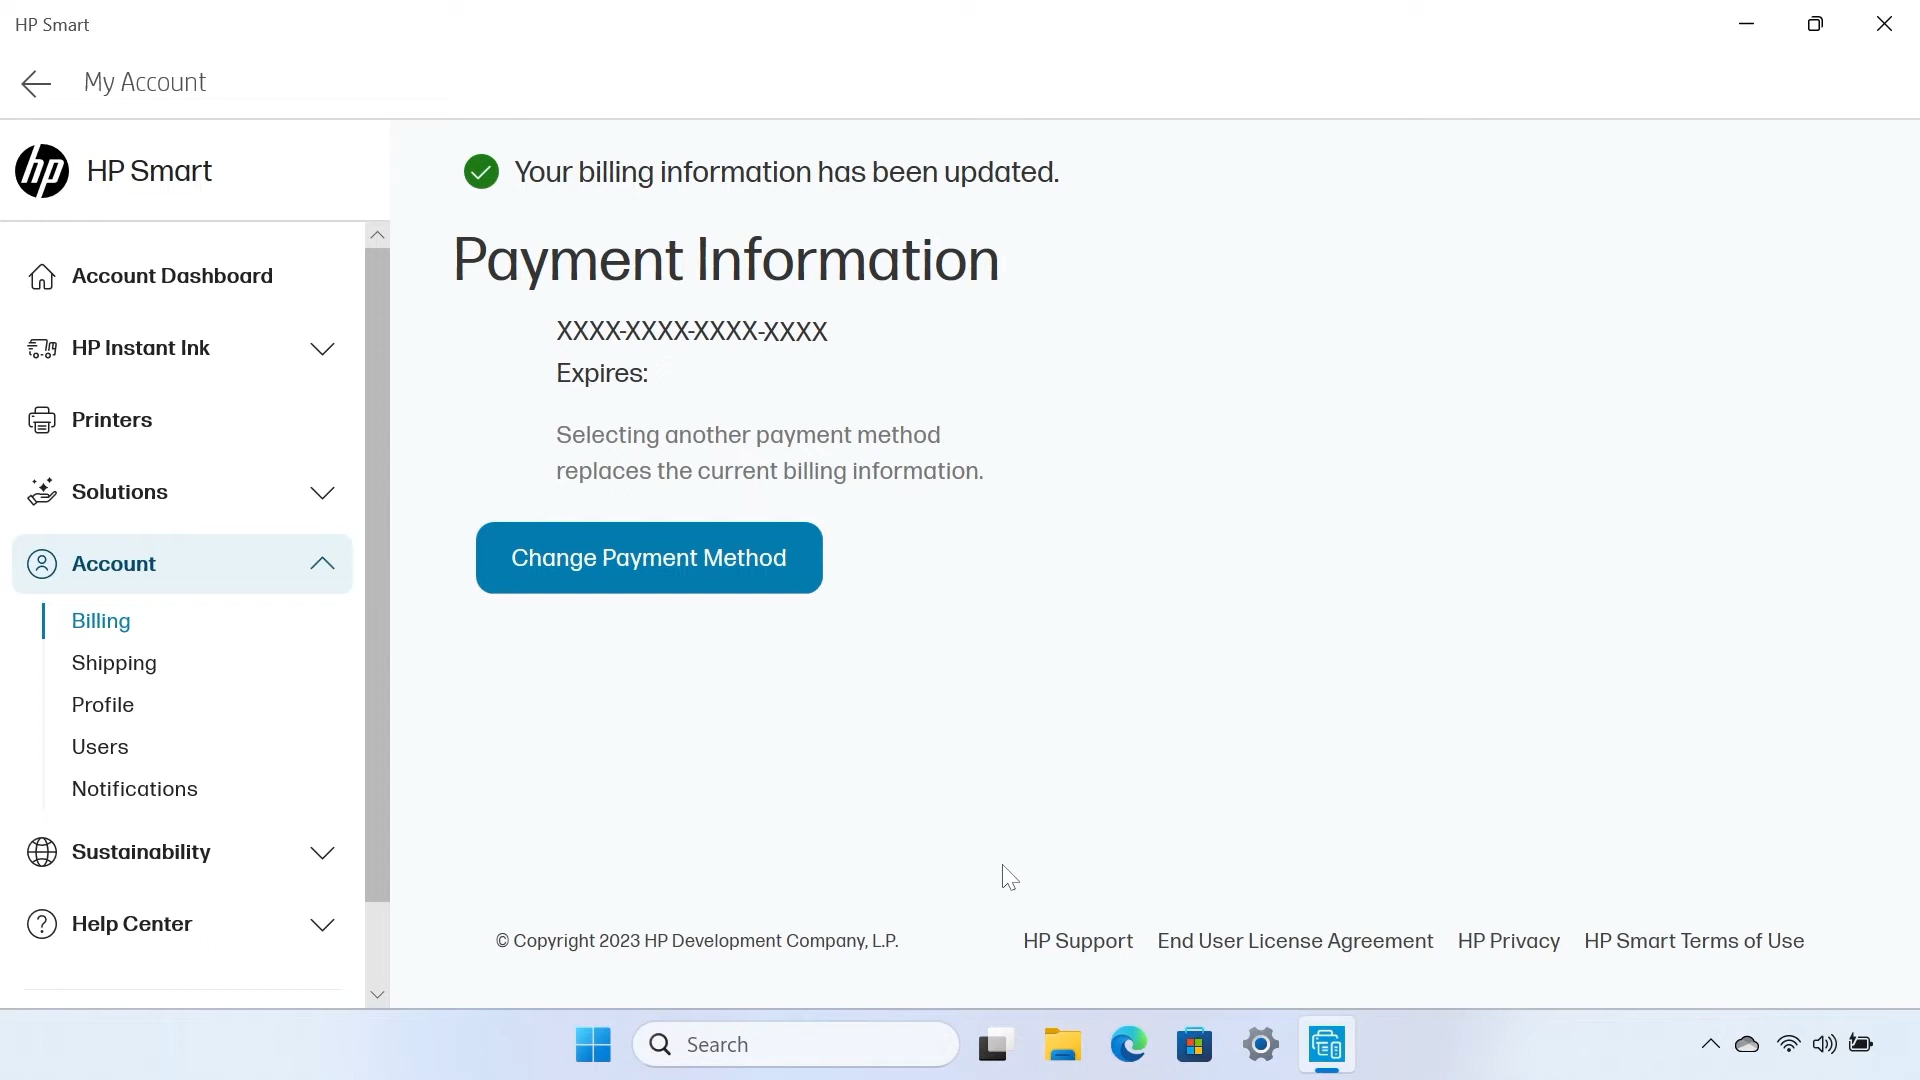 HP Smart
My Account
hp
HP Smart
Account Dashboard
HP Instant Ink
Printers
Solutions
Account
Billing
Shipping
Profile
Users
Notifications
Sustainability
Help Center
Your billing information has been updated.
Payment Information
XXXX-XXXX-XXXX-XXXX
Expires:
Selecting another payment method
replaces the current billing information.
Change Payment Method
© Copyright 2023 HP Development Company, L.P.
HP Support End User License Agreement HP Privacy HP Smart Terms of Use
Search